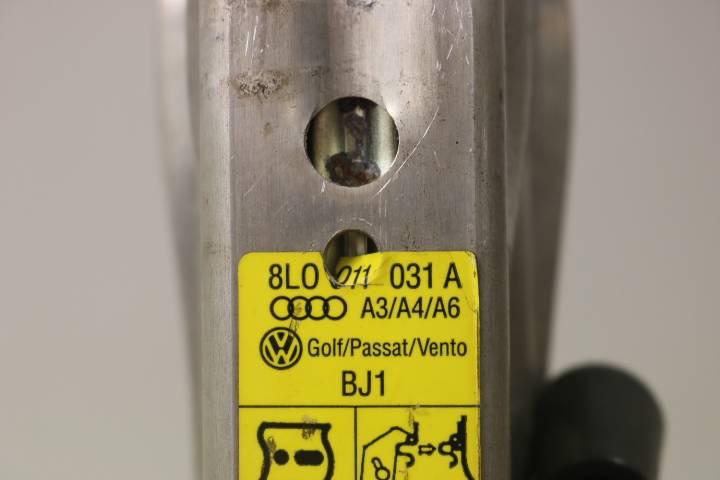 8L0 011 031 A
A3/A4/A6
Golf/Passat/Vento
BJ1